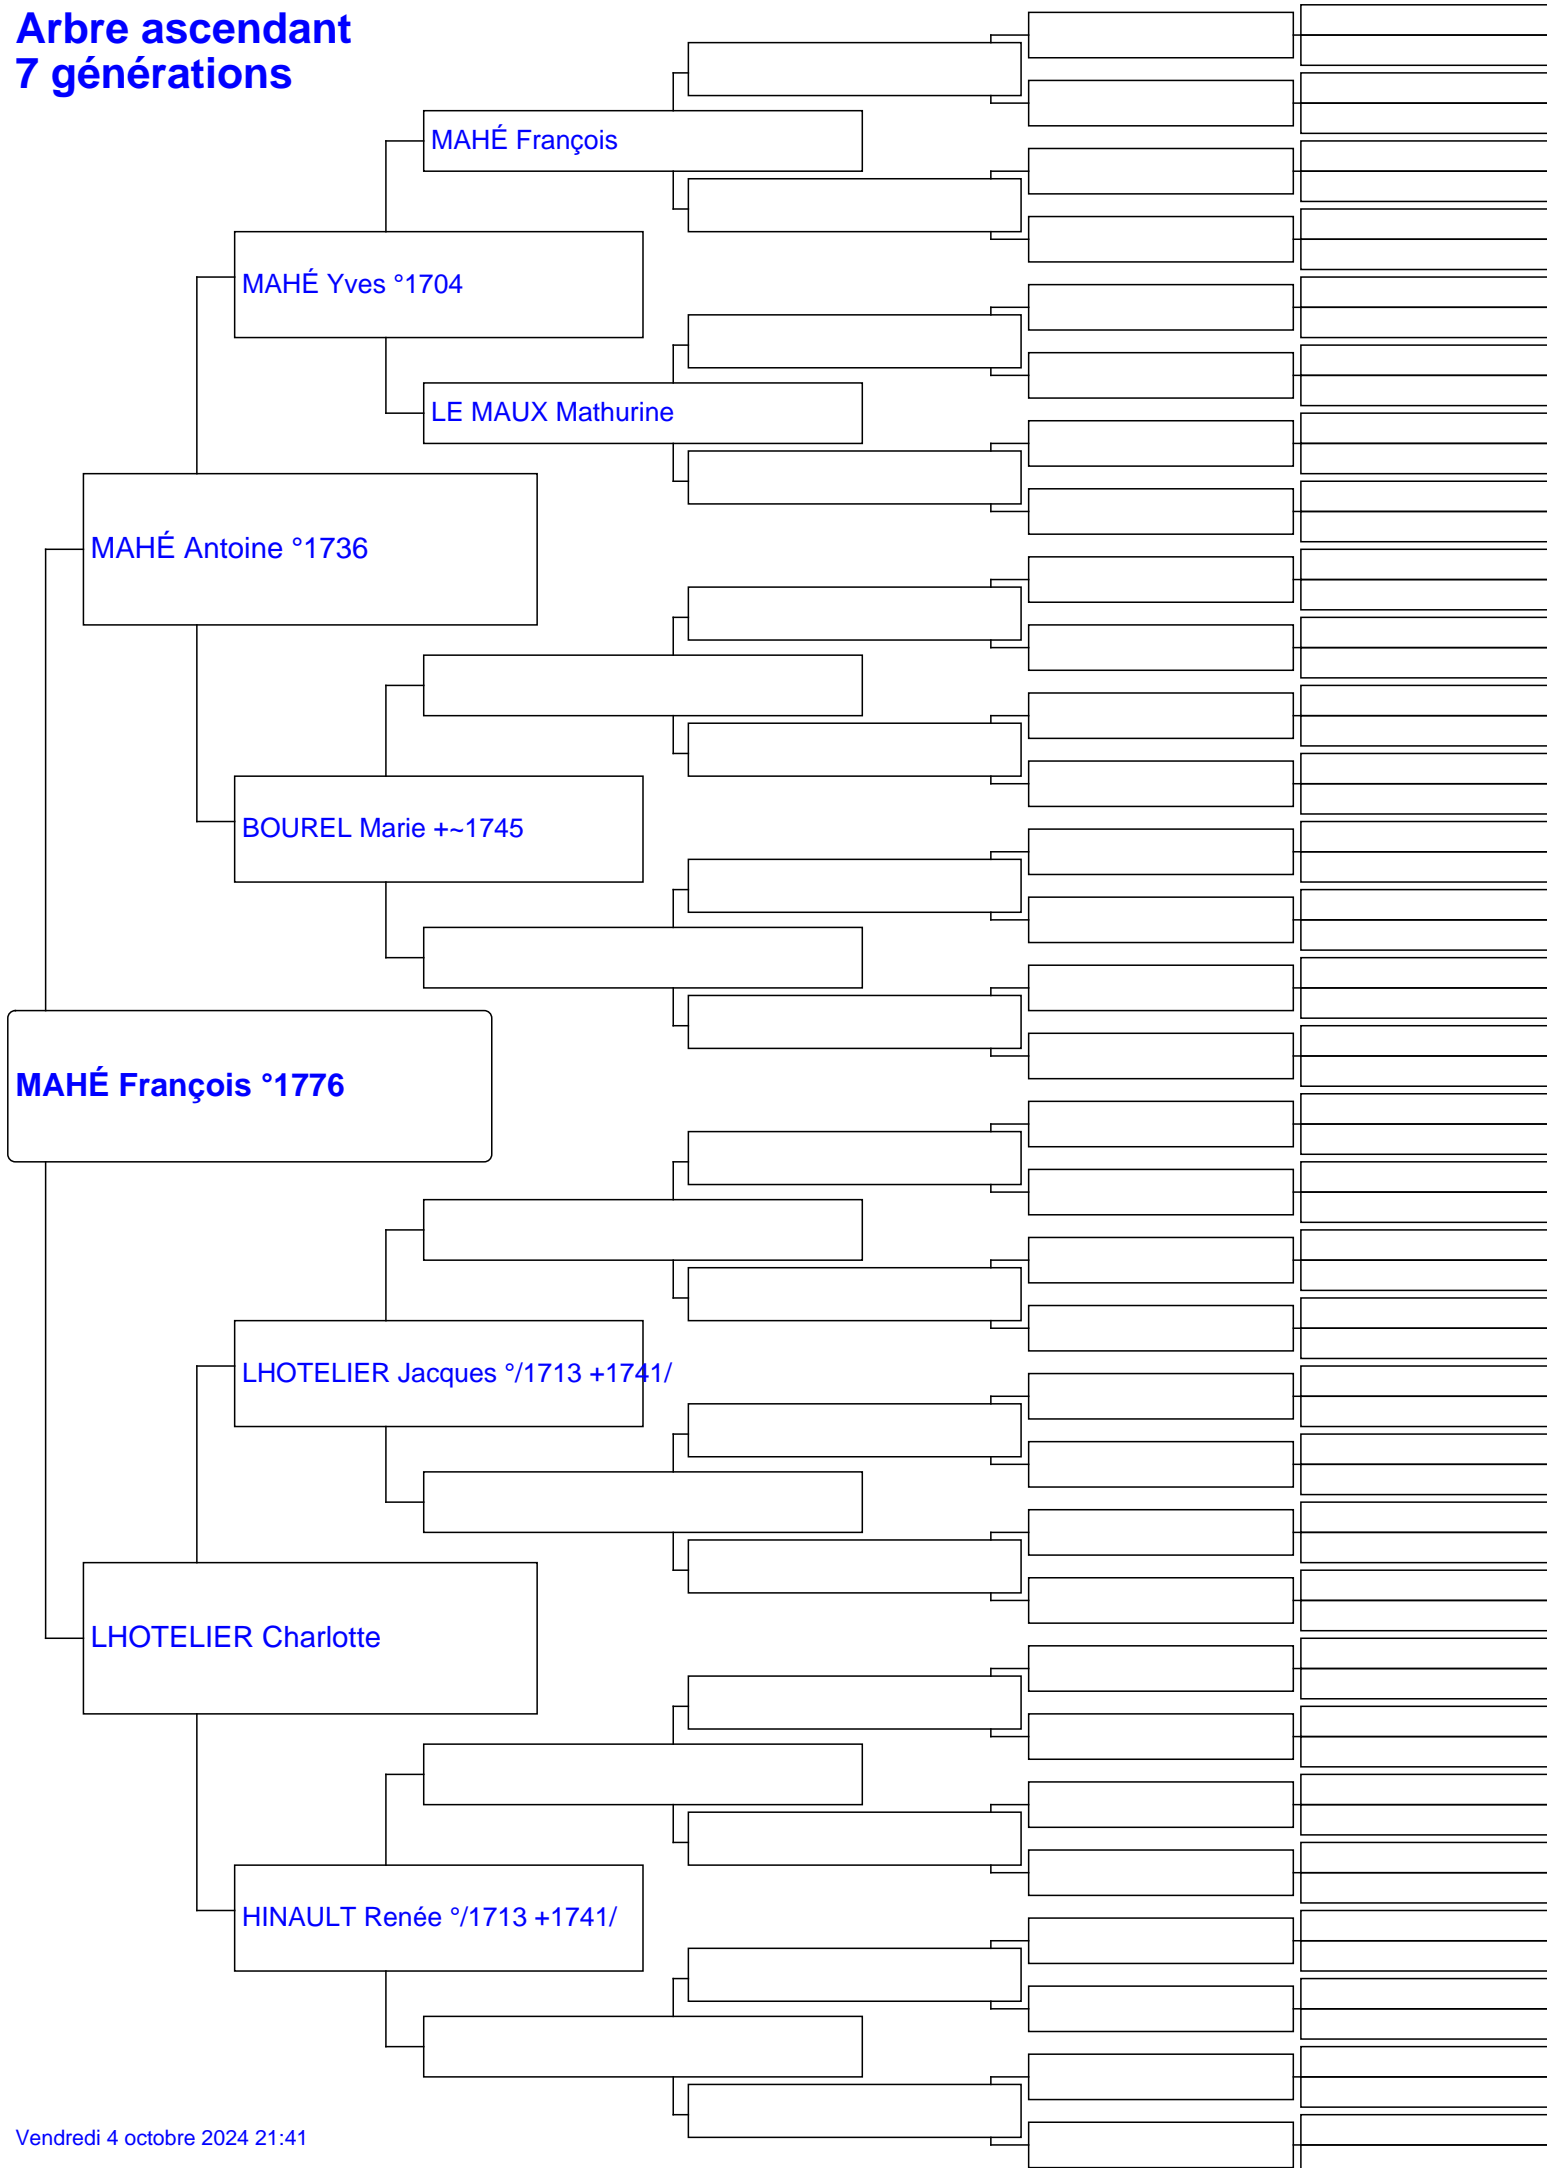 Arbre ascendant
7 générations
MAHÉ François
MAHÉ Yves °1704
LE MAUX Mathurine
MAHÉ Antoine °1736
BOUREL Marie +~1745
MAHÉ François °1776
LHOTELIER Jacques °/1713 +1741/
LHOTELIER Charlotte
HINAULT Renée °/1713 +1741/
Vendredi 4 octobre 2024 21:41